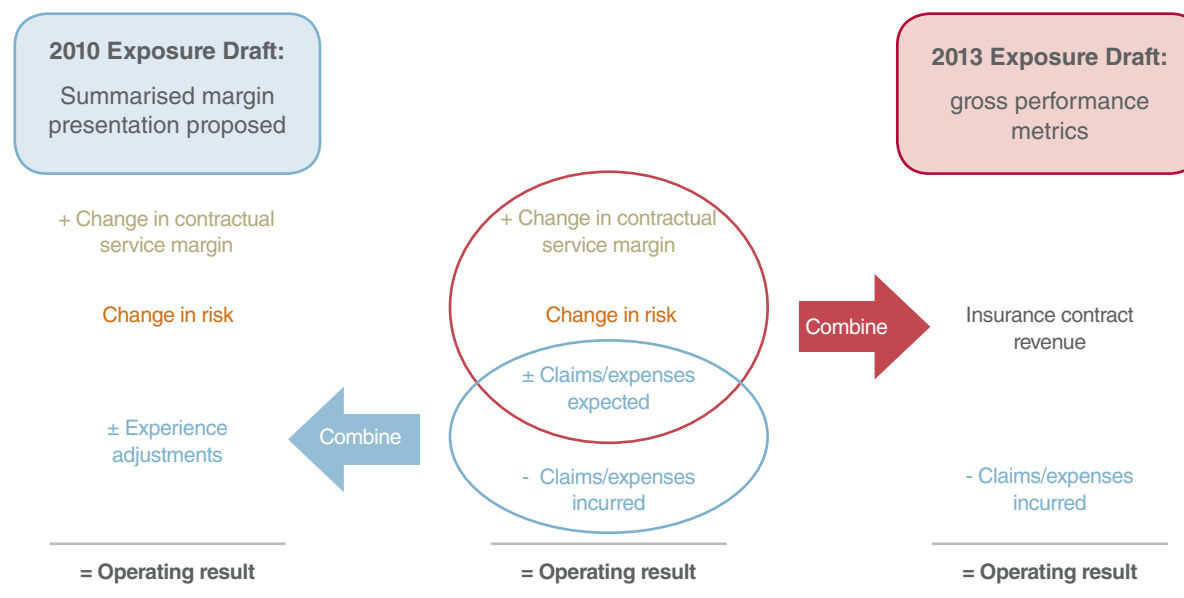 2010 Exposure Draft:
Summarised margin
presentation proposed
+ Change in contractual
service margin
Change in risk
± Experience
adjustments
= Operating result
Combine
+ Change in contractual
service margin
Change in risk
± Claims/expenses
expected
- Claims/expenses
incurred
= Operating result
Combine
2013 Exposure Draft:
gross performance
metrics
Insurance contract
revenue
- Claims/expenses
incurred
= Operating result